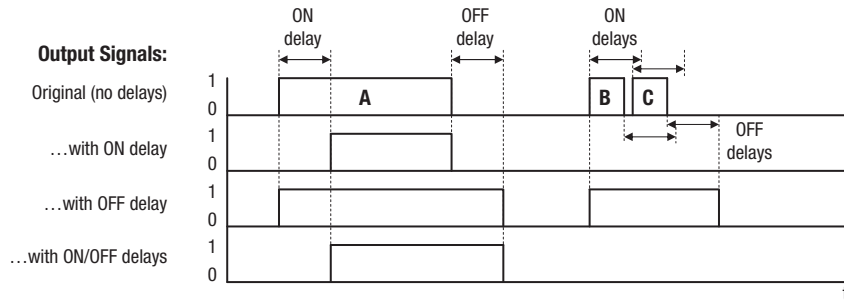 ON
delay
OFF
delay
ON
delays
Output Signals:
Original (no delays)
1
0
A
B
C
OFF
delays
…with ON delay
1
0
…with OFF delay
1
0
…with ON/OFF delays
1
0